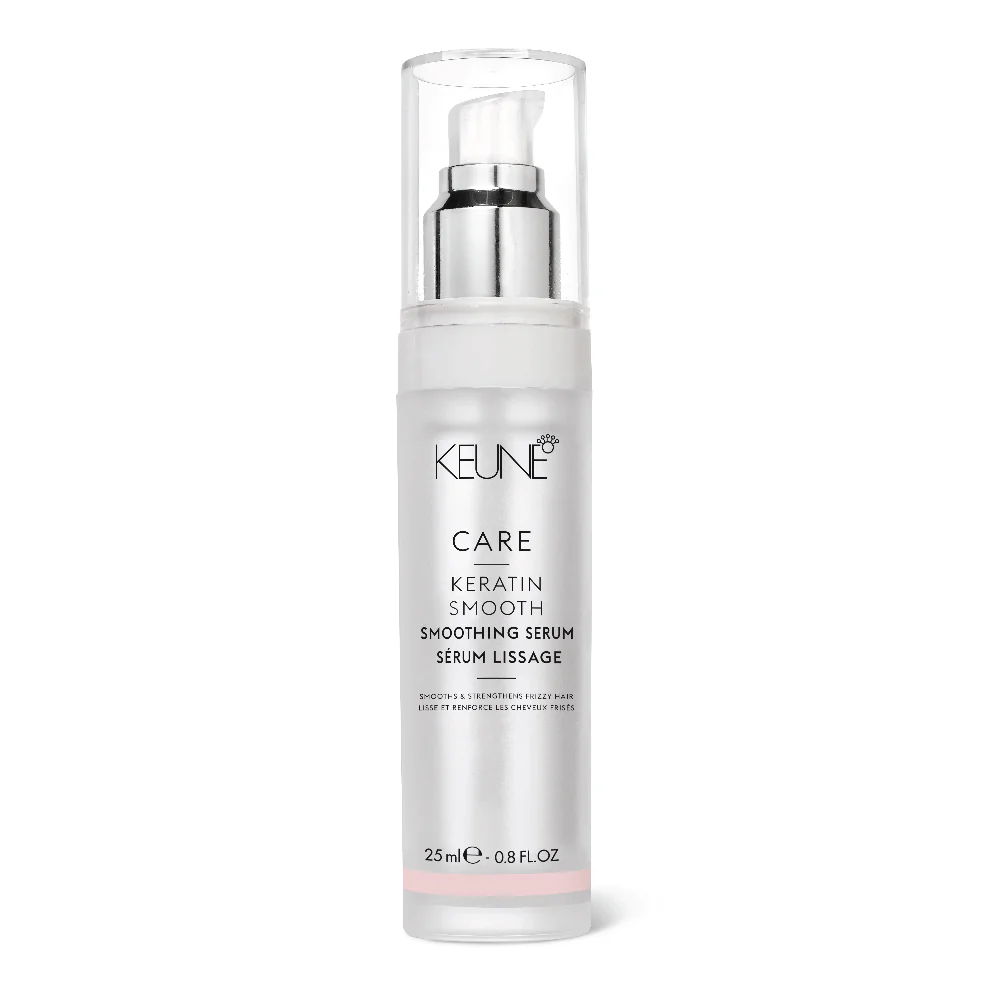 KEUNE
CARE
KERATIN
SMOOTH
SMOOTHING SERUM
SÉRUM LISSAGE
SMOOTHS & STRENGTHENS FRIZZY HAIR
LISSE ET RENFORCE LES CHEVEUX FRISÉS
25 ml℮ - 0.8 FL.OZ